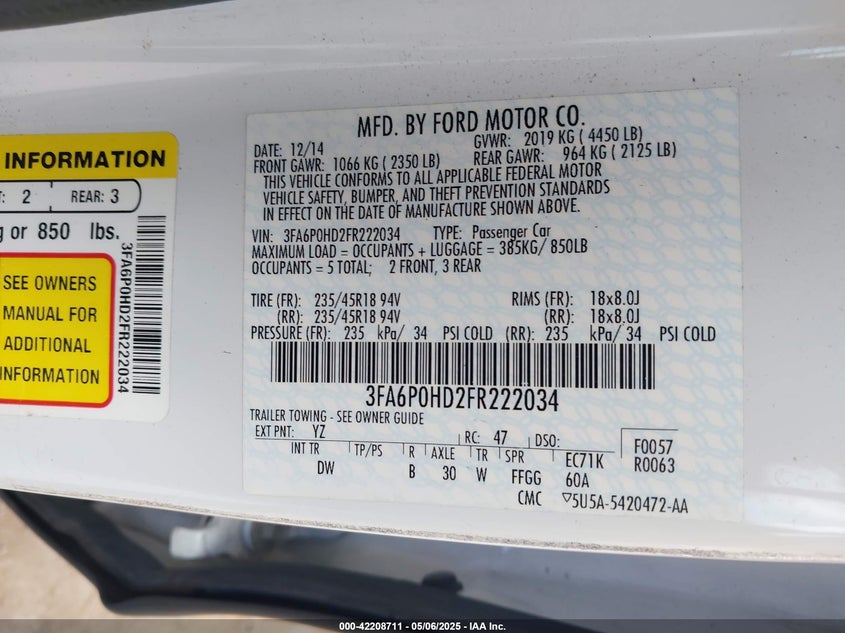 INFORMATION
2 REAR: 3
or 850 lbs.
SEE OWNERS
MANUAL FOR
ADDITIONAL
INFORMATION
3FA6P0HD2FR222034
MFD. BY FORD MOTOR CO.
DATE: 12/14 GVWR: 2019 KG ( 4450 LB)
FRONT GAWR: 1066 KG ( 2350 LB) REAR GAWR: 964 KG ( 2125 LB)
THIS VEHICLE CONFORMS TO ALL APPLICABLE FEDERAL MOTOR
VEHICLE SAFETY, BUMPER, AND THEFT PREVENTION STANDARDS
IN EFFECT ON THE DATE OF MANUFACTURE SHOWN ABOVE.
VIN: 3FA6P0HD2FR222034 TYPE: Passenger Car
MAXIMUM LOAD = OCCUPANTS + LUGGAGE = 385KG/ 850LB
OCCUPANTS = 5 TOTAL; 2 FRONT, 3 REAR
TIRE (FR): 235/45R18 94V RIMS (FR): 18x8.0J
(RR): 235/45R18 94V (RR): 18x8.0J
PRESSURE (FR): 235 kPa/ 34 PSI COLD (RR): 235 kPa/ 34 PSI COLD
3FA6P0HD2FR222034
TRAILER TOWING - SEE OWNER GUIDE
EXT PNT: YZ RC: 47 DSO: F0057
INT TR TP/PS R AXLE TR SPR EC71K R0063
DW B 30 W FFGG 60A
CMC ▽5U5A-5420472-AA
000-42208711 - 05/06/2025 - IAA Inc.